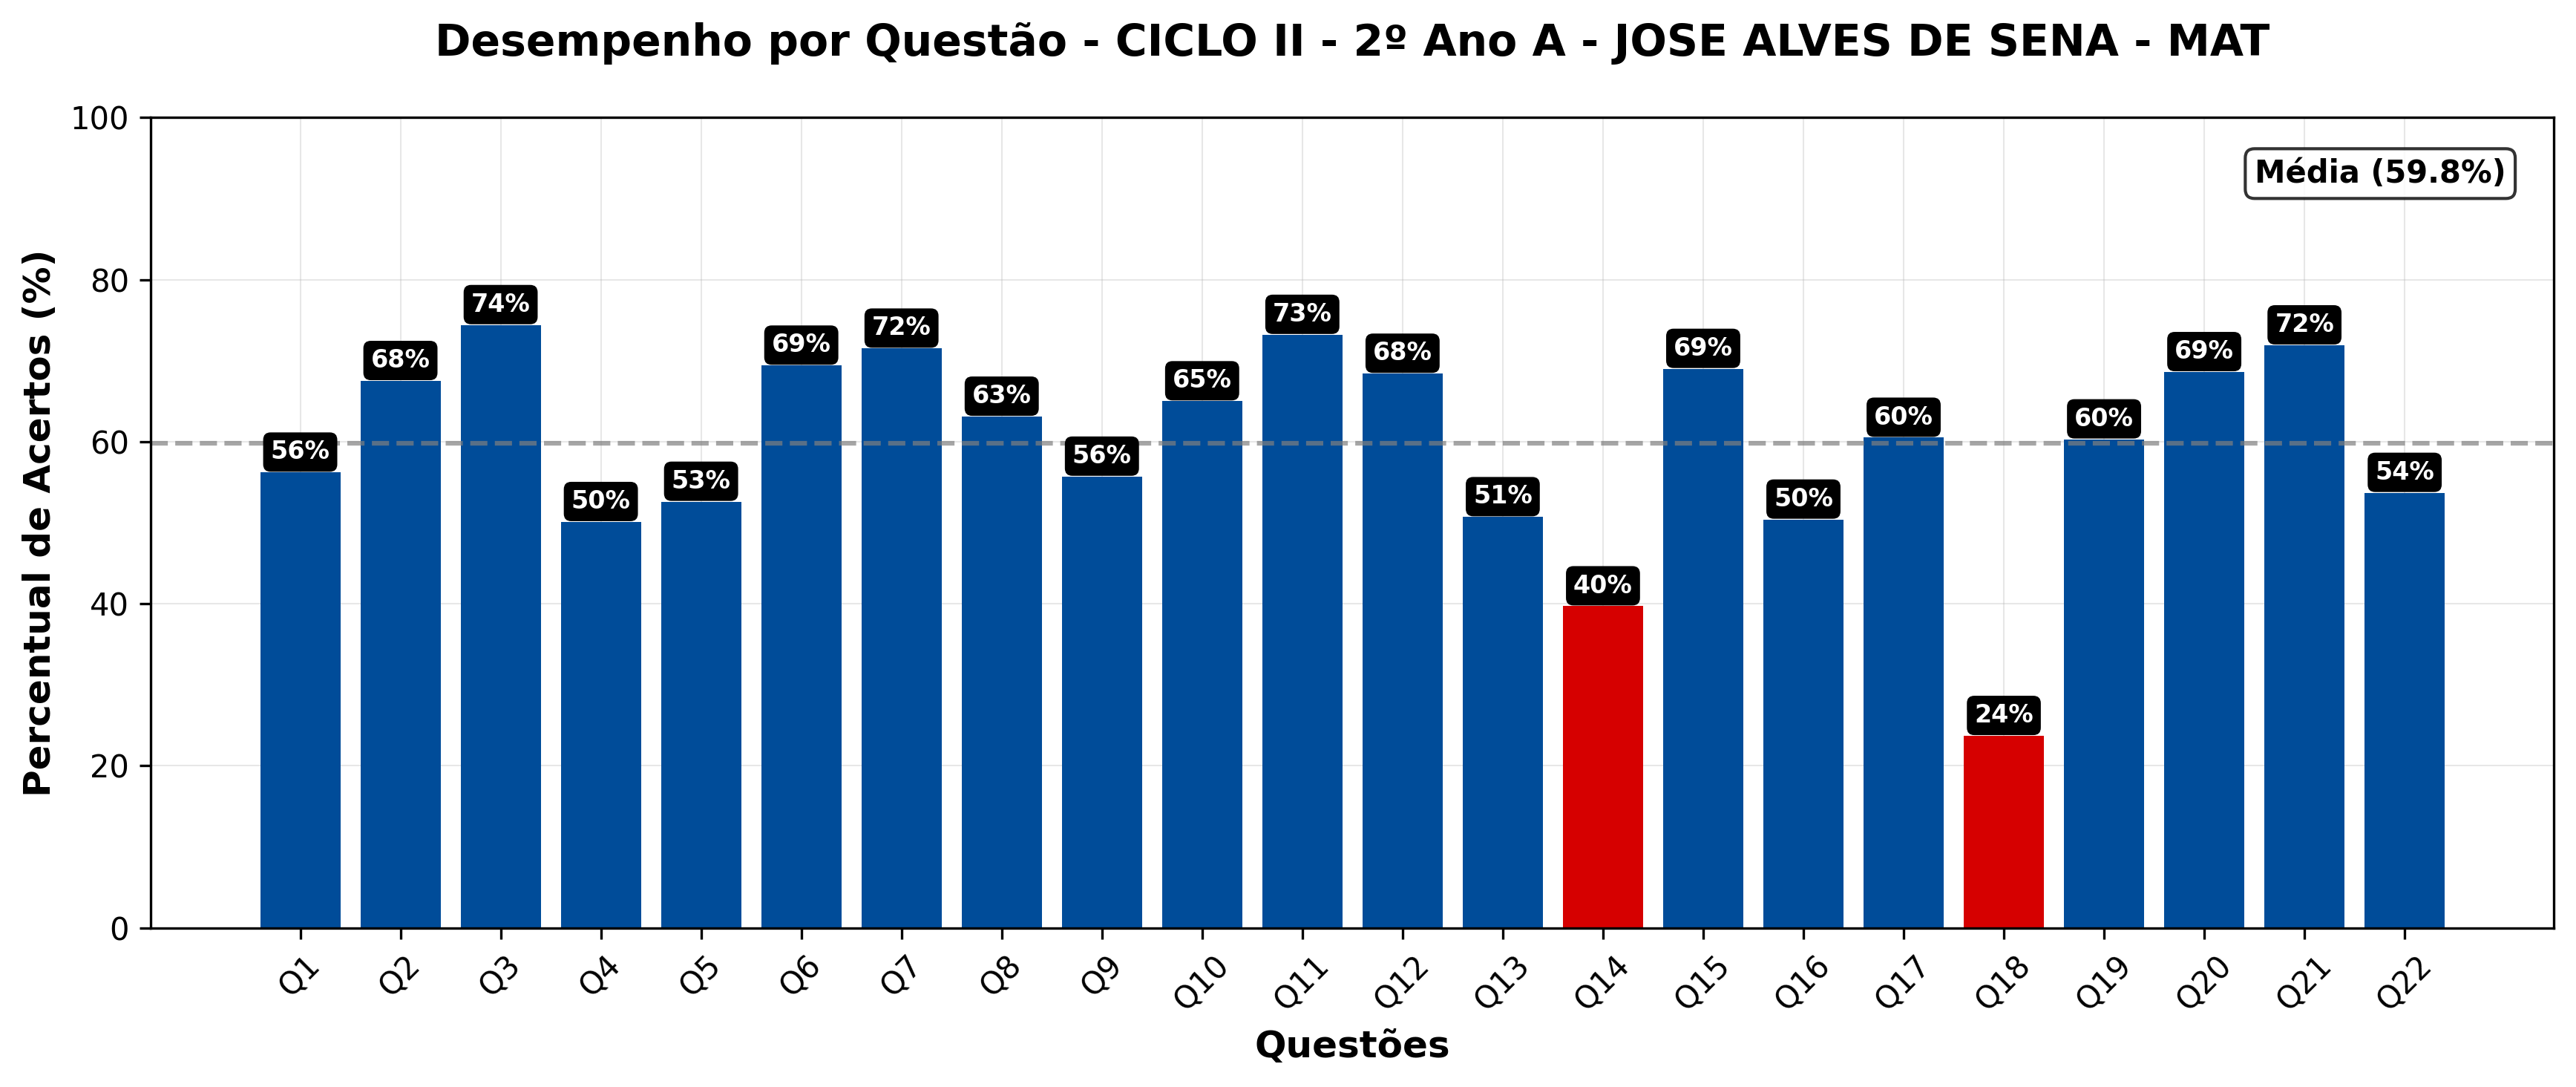 Desempenho por Questão - CICLO II - 2º Ano A - JOSE ALVES DE SENA - MAT
Percentual de Acertos (%)
100
80
60
40
20
0
Média (59.8%)
56%
68%
74%
50%
53%
69%
72%
63%
56%
65%
73%
68%
51%
40%
69%
50%
60%
24%
60%
69%
72%
54%
Q1
Q2
Q3
Q4
Q5
Q6
Q7
Q8
Q9
Q10
Q11
Q12
Q13
Q14
Q15
Q16
Q17
Q18
Q19
Q20
Q21
Q22
Questões